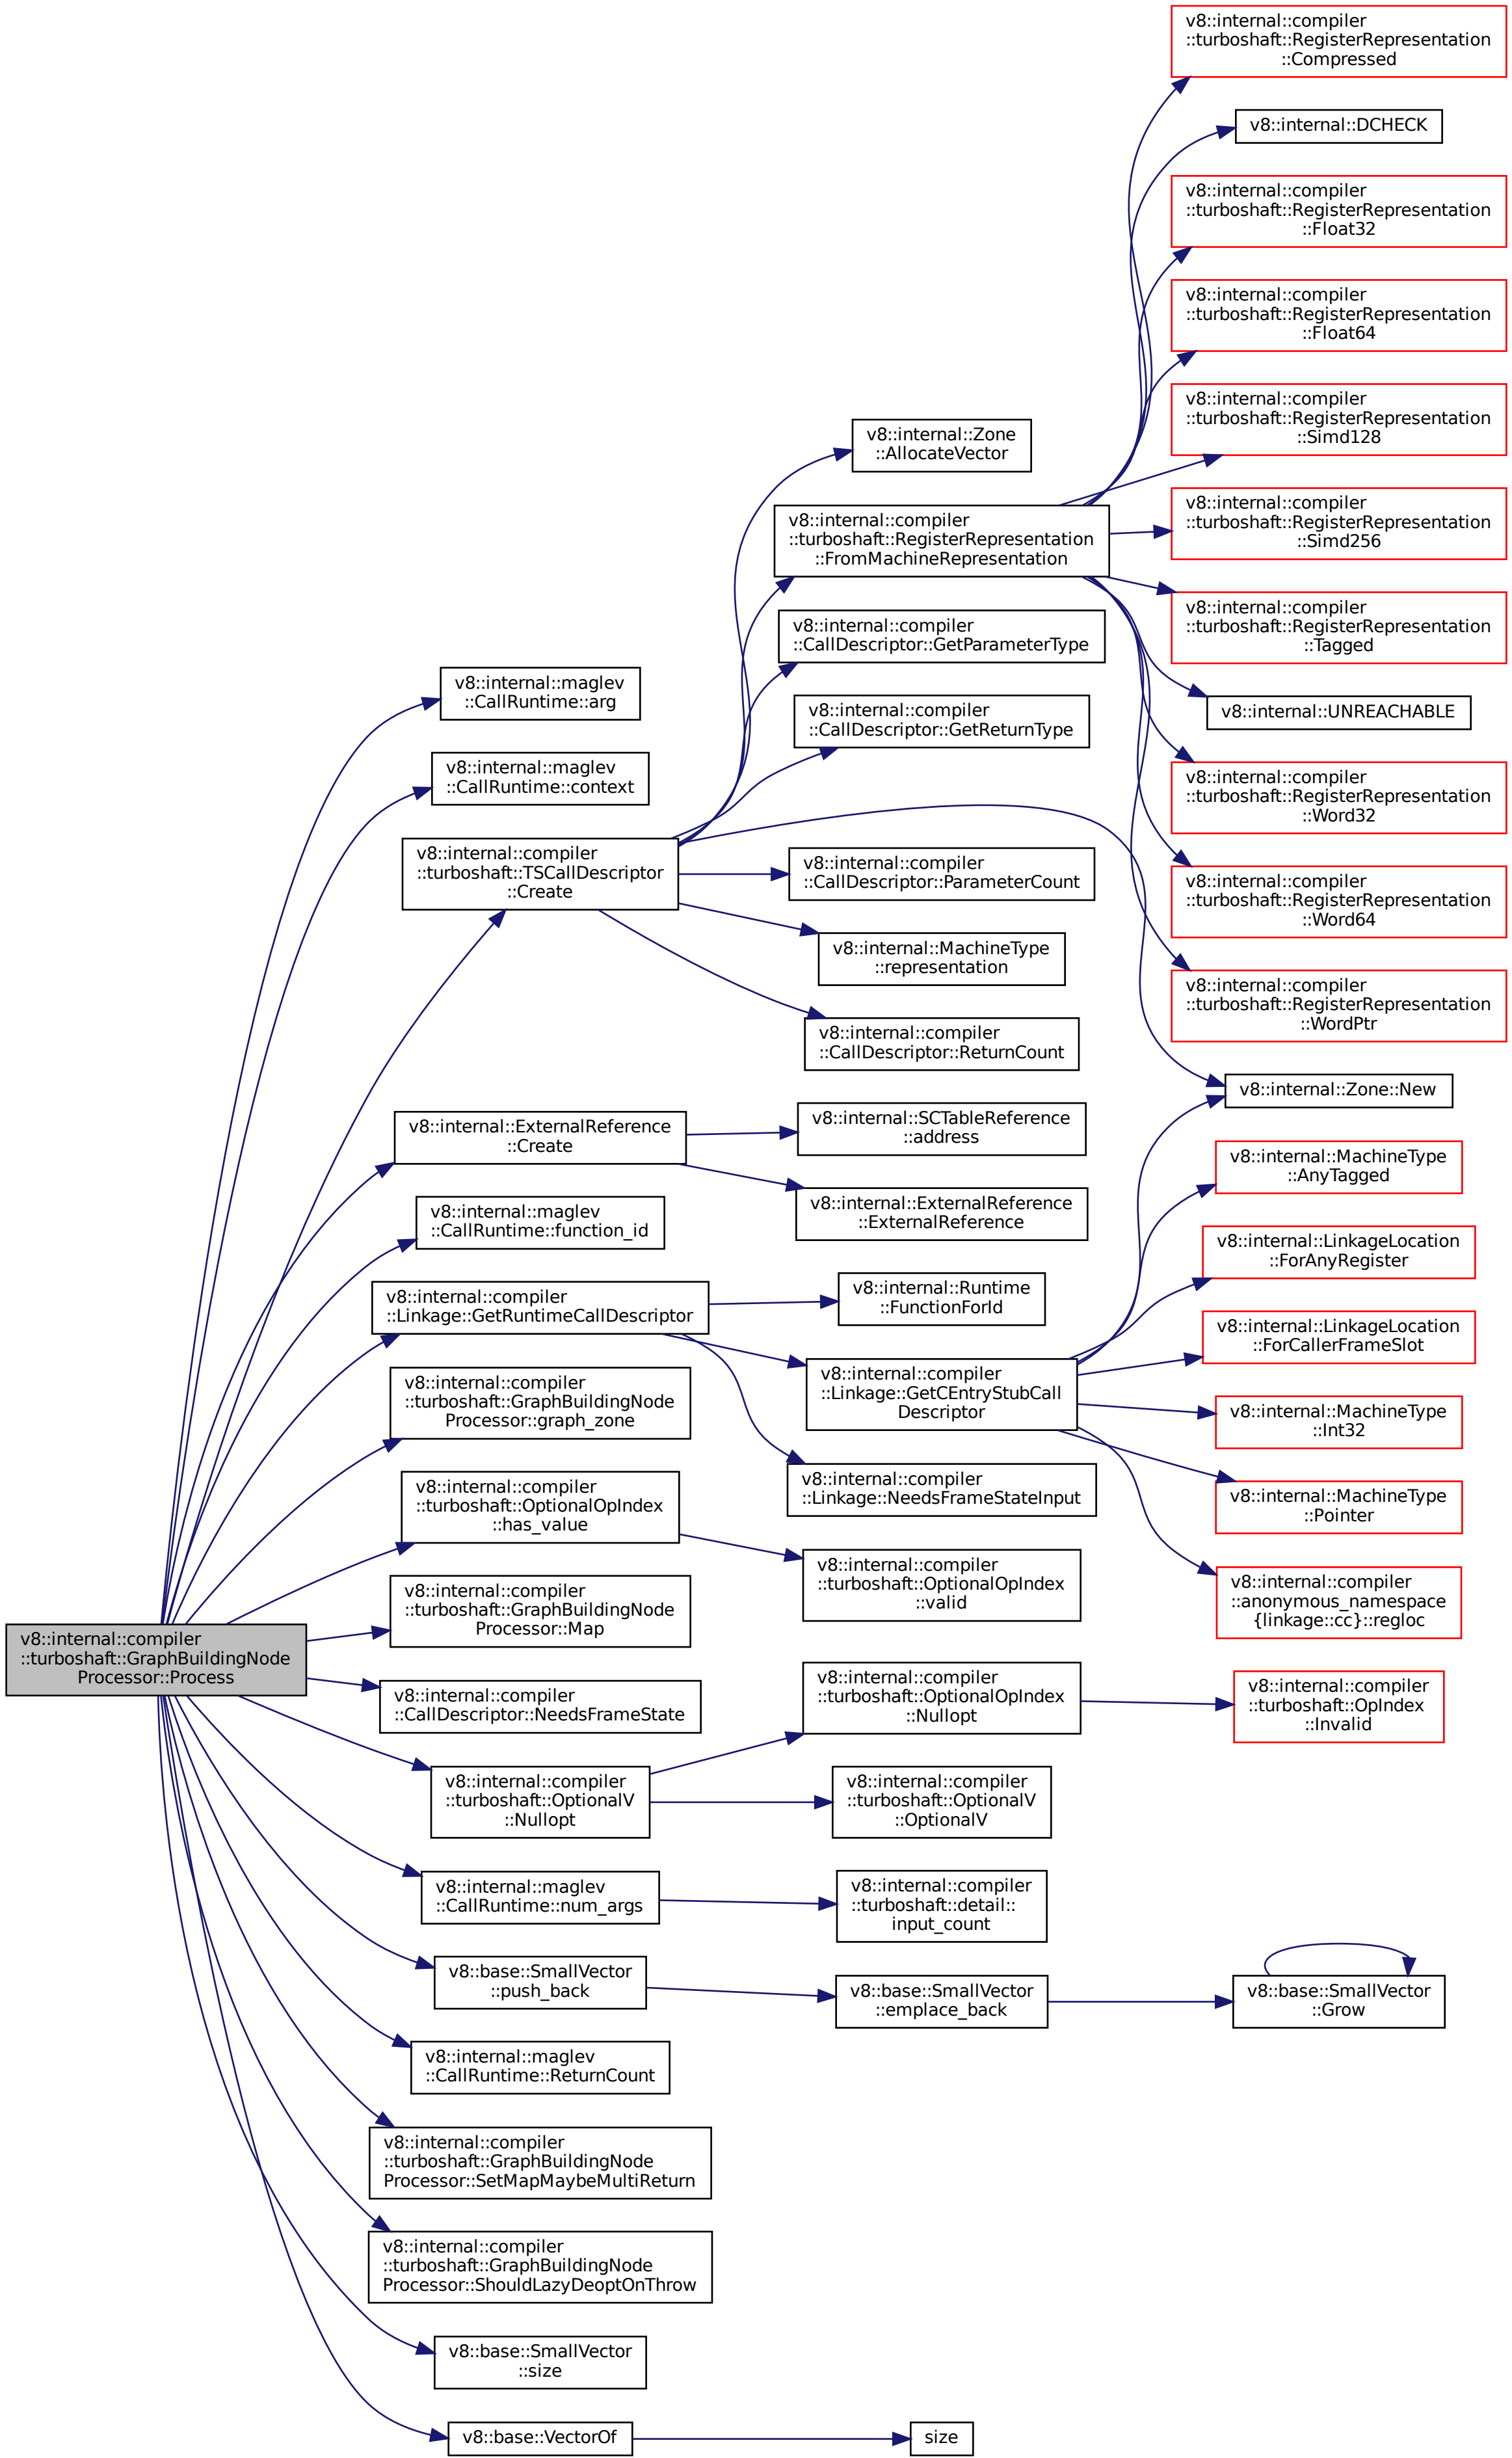 v8::internal::compiler
::turboshaft::RegisterRepresentation
::Compressed
v8::internal::DCHECK
v8::internal::compiler
::turboshaft::RegisterRepresentation
::Float32
v8::internal::compiler
::turboshaft::RegisterRepresentation
::Float64
v8::internal::compiler
::turboshaft::RegisterRepresentation
::Simd128
v8::internal::Zone
::AllocateVector
v8::internal::compiler
::turboshaft::RegisterRepresentation
::FromMachineRepresentation
v8::internal::compiler
::turboshaft::RegisterRepresentation
::Simd256
v8::internal::compiler
::turboshaft::RegisterRepresentation
::Tagged
v8::internal::compiler
::CallDescriptor::GetParameterType
v8::internal::maglev
::CallRuntime::arg
v8::internal::compiler
::CallDescriptor::GetReturnType
v8::internal::UNREACHABLE
v8::internal::maglev
::CallRuntime::context
v8::internal::compiler
::turboshaft::RegisterRepresentation
::Word32
v8::internal::compiler
::turboshaft::TSCallDescriptor
::Create
v8::internal::compiler
::CallDescriptor::ParameterCount
v8::internal::compiler
::turboshaft::RegisterRepresentation
::Word64
v8::internal::MachineType
::representation
v8::internal::compiler
::turboshaft::RegisterRepresentation
::WordPtr
v8::internal::compiler
::CallDescriptor::ReturnCount
v8::internal::Zone::New
v8::internal::ExternalReference
::Create
v8::internal::SCTableReference
::address
v8::internal::MachineType
::AnyTagged
v8::internal::maglev
::CallRuntime::function_id
v8::internal::ExternalReference
::ExternalReference
v8::internal::LinkageLocation
::ForAnyRegister
v8::internal::compiler
::Linkage::GetRuntimeCallDescriptor
v8::internal::Runtime
::FunctionForId
v8::internal::LinkageLocation
::ForCallerFrameSlot
v8::internal::compiler
::turboshaft::GraphBuildingNode
Processor::graph_zone
v8::internal::compiler
::Linkage::GetCEntryStubCall
Descriptor
v8::internal::MachineType
::Int32
v8::internal::compiler
::turboshaft::OptionalOpIndex
::has_value
v8::internal::compiler
::Linkage::NeedsFrameStateInput
v8::internal::MachineType
::Pointer
v8::internal::compiler
::turboshaft::GraphBuildingNode
Processor::Map
v8::internal::compiler
::turboshaft::OptionalOpIndex
::valid
v8::internal::compiler
::anonymous_namespace
{linkage::cc}::regloc
v8::internal::compiler
::turboshaft::GraphBuildingNode
Processor::Process
v8::internal::compiler
::CallDescriptor::NeedsFrameState
v8::internal::compiler
::turboshaft::OptionalOpIndex
::Nullopt
v8::internal::compiler
::turboshaft::OpIndex
::Invalid
v8::internal::compiler
::turboshaft::OptionalV
::Nullopt
v8::internal::compiler
::turboshaft::OptionalV
::OptionalV
v8::internal::maglev
::CallRuntime::num_args
v8::internal::compiler
::turboshaft::detail::
input_count
v8::base::SmallVector
::push_back
v8::base::SmallVector
::emplace_back
v8::base::SmallVector
::Grow
v8::internal::maglev
::CallRuntime::ReturnCount
v8::internal::compiler
::turboshaft::GraphBuildingNode
Processor::SetMapMaybeMultiReturn
v8::internal::compiler
::turboshaft::GraphBuildingNode
Processor::ShouldLazyDeoptOnThrow
v8::base::SmallVector
::size
v8::base::VectorOf
size